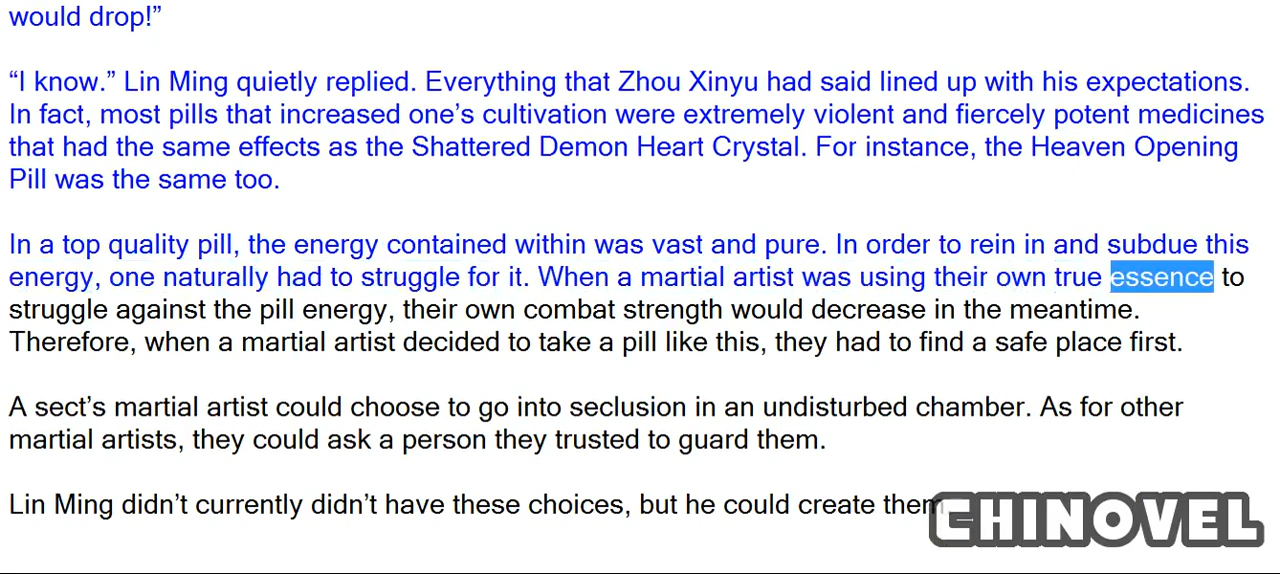 would drop!”
“I know.” Lin Ming quietly replied. Everything that Zhou Xinyu had said lined up with his expectations.
In fact, most pills that increased one’s cultivation were extremely violent and fiercely potent medicines
that had the same effects as the Shattered Demon Heart Crystal. For instance, the Heaven Opening
Pill was the same too.
In a top quality pill, the energy contained within was vast and pure. In order to rein in and subdue this
energy, one naturally had to struggle for it. When a martial artist was using their own true essence to
struggle against the pill energy, their own combat strength would decrease in the meantime.
Therefore, when a martial artist decided to take a pill like this, they had to find a safe place first.
A sect’s martial artist could choose to go into seclusion in an undisturbed chamber. As for other
martial artists, they could ask a person they trusted to guard them.
Lin Ming didn’t currently didn’t have these choices, but he could create them
CHINOVEL